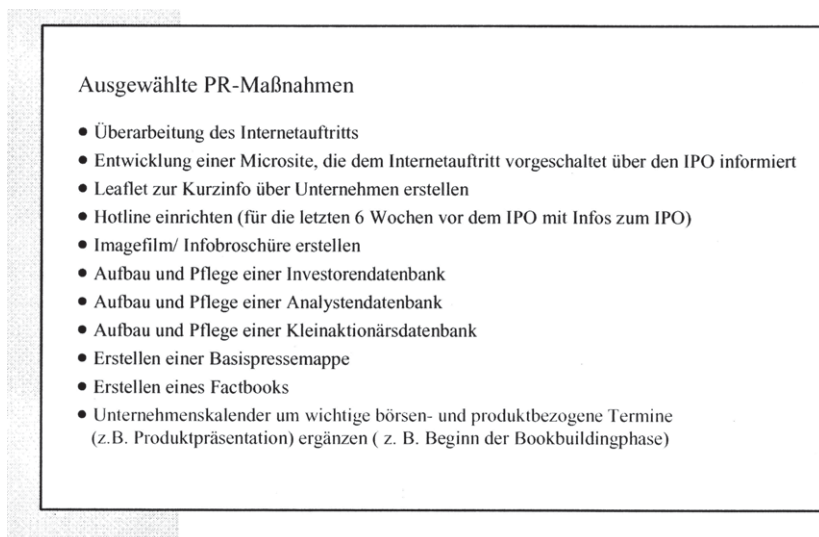 Ausgewählte PR-Maßnahmen
● Überarbeitung des Internetauftritts
● Entwicklung einer Microsite, die dem Internetauftritt vorgeschaltet über den IPO informiert
● Leaflet zur Kurzinfo über Unternehmen erstellen
● Hotline einrichten (für die letzten 6 Wochen vor dem IPO mit Infos zum IPO)
● Imagefilm/ Infobroschüre erstellen
● Aufbau und Pflege einer Investorendatenbank
● Aufbau und Pflege einer Analystendatenbank
● Aufbau und Pflege einer Kleinaktionärsdatenbank
● Erstellen einer Basispressemappe
● Erstellen eines Factbooks
● Unternehmenskalender um wichtige börsen- und produktbezogene Termine
(z.B. Produktpräsentation) ergänzen ( z. B. Beginn der Bookbuildingphase)